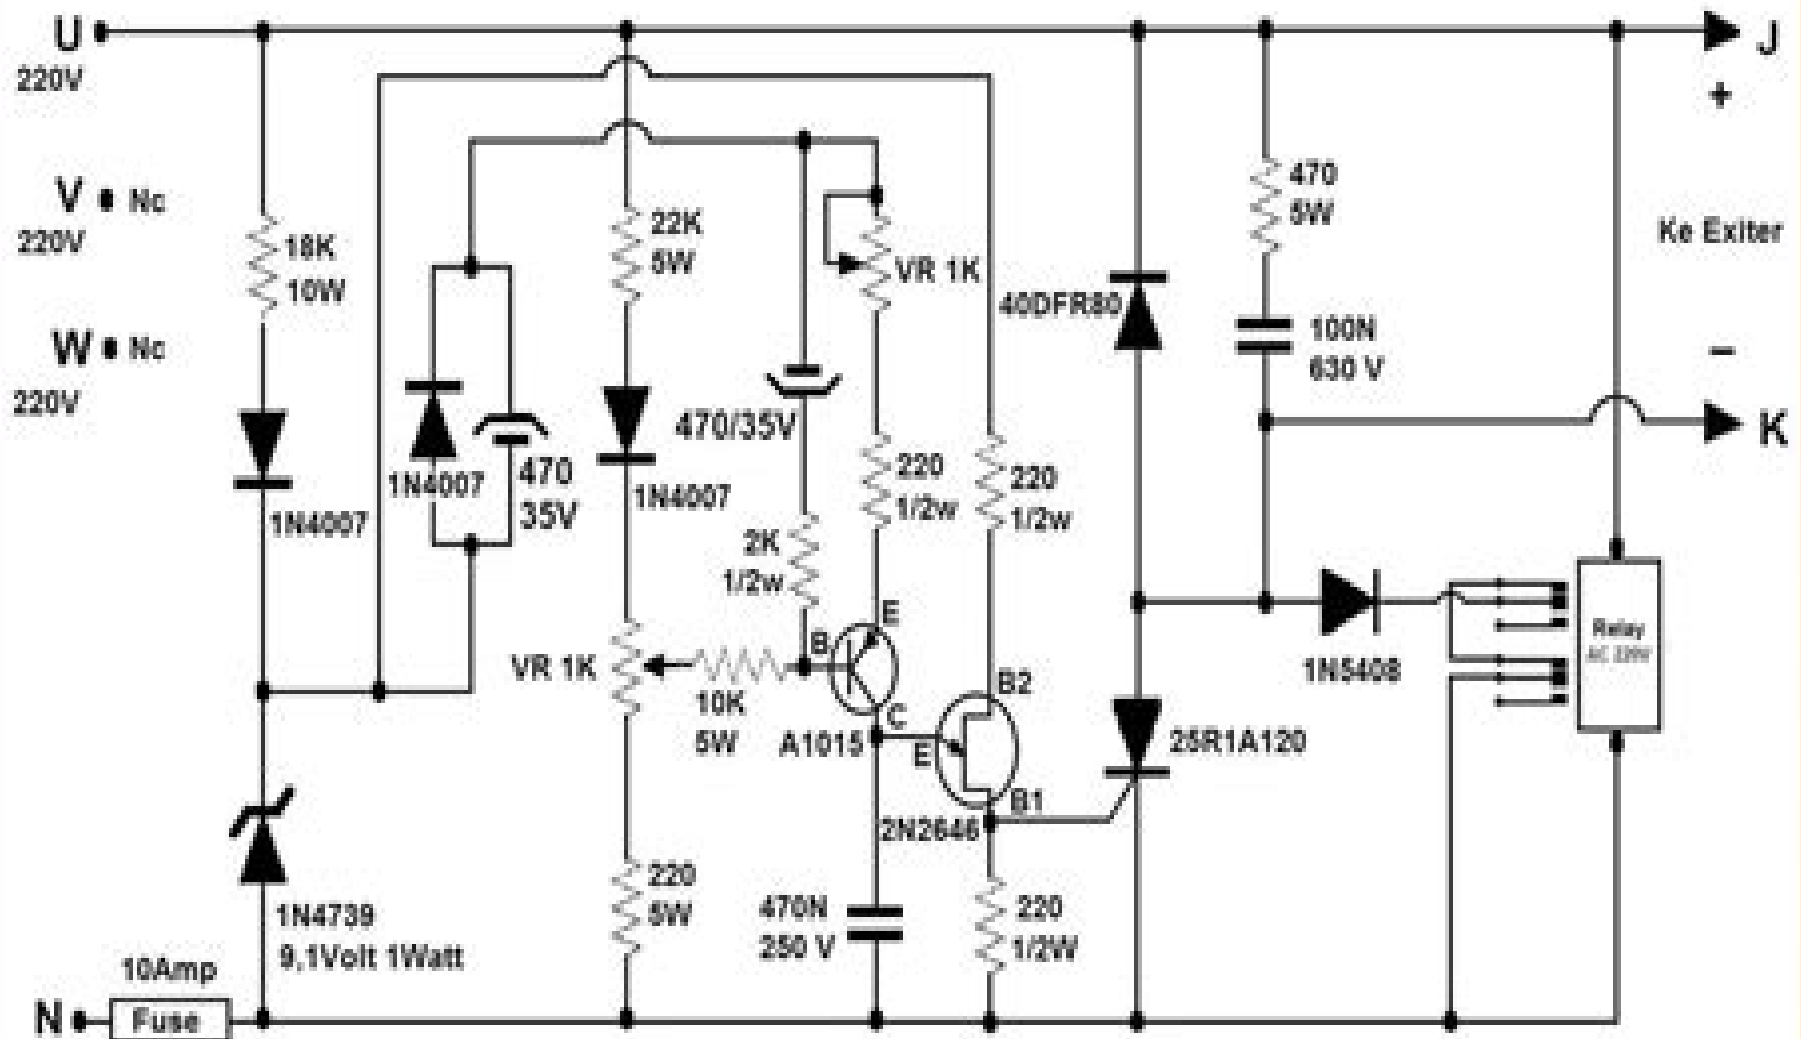 U
220V
V
Nc
220V
W
Nc
220V
18K
10W
1N4007
1N4007
470
35V
22K
5W
1N4007
470/35V
VR 1K
220
1/2w
220
1/2w
2K
1/2w
VR 1K
10K
5W
B
E
C
A1015
E
B2
B1
2N2646
40DFR80
470
5W
100N
630 V
J
+
Ke Exiter
–
K
1N5408
Relay
AC 220V
25R1A120
1N4739
9,1Volt 1Watt
220
5W
470N
250 V
220
1/2W
10Amp
N
Fuse